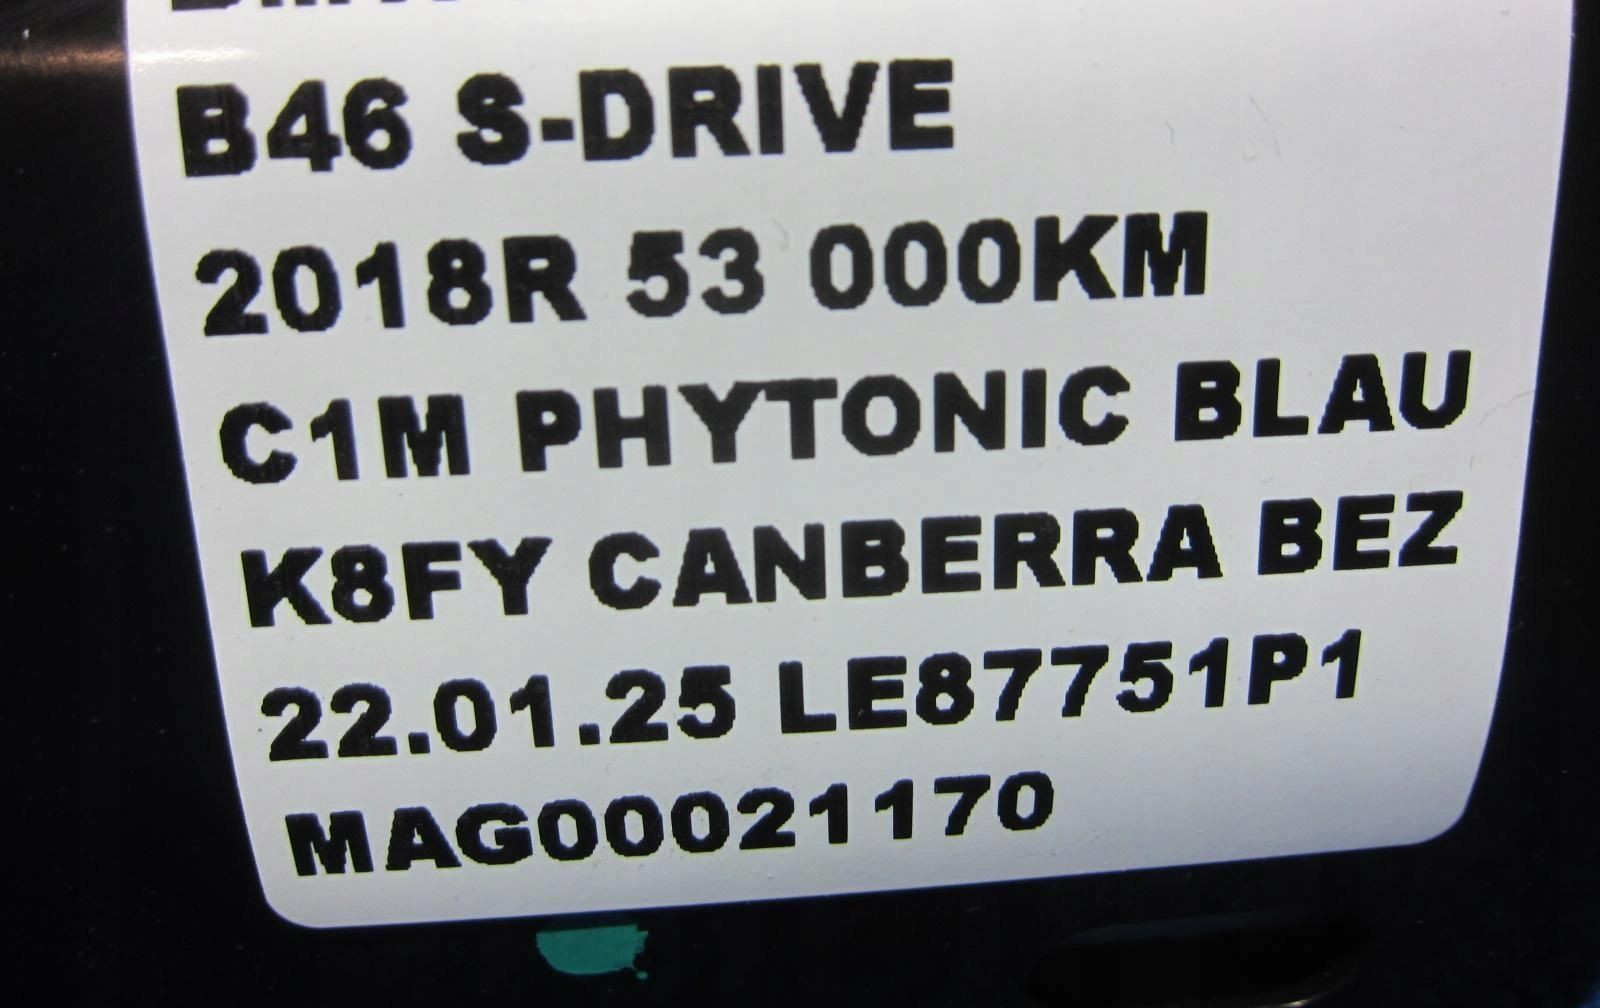 B46 S-DRIVE
2018R 53 000KM
C1M PHYTONIC BLAU
K8FY CANBERRA BEZ
22.01.25 LE87751P1
MAG00021170